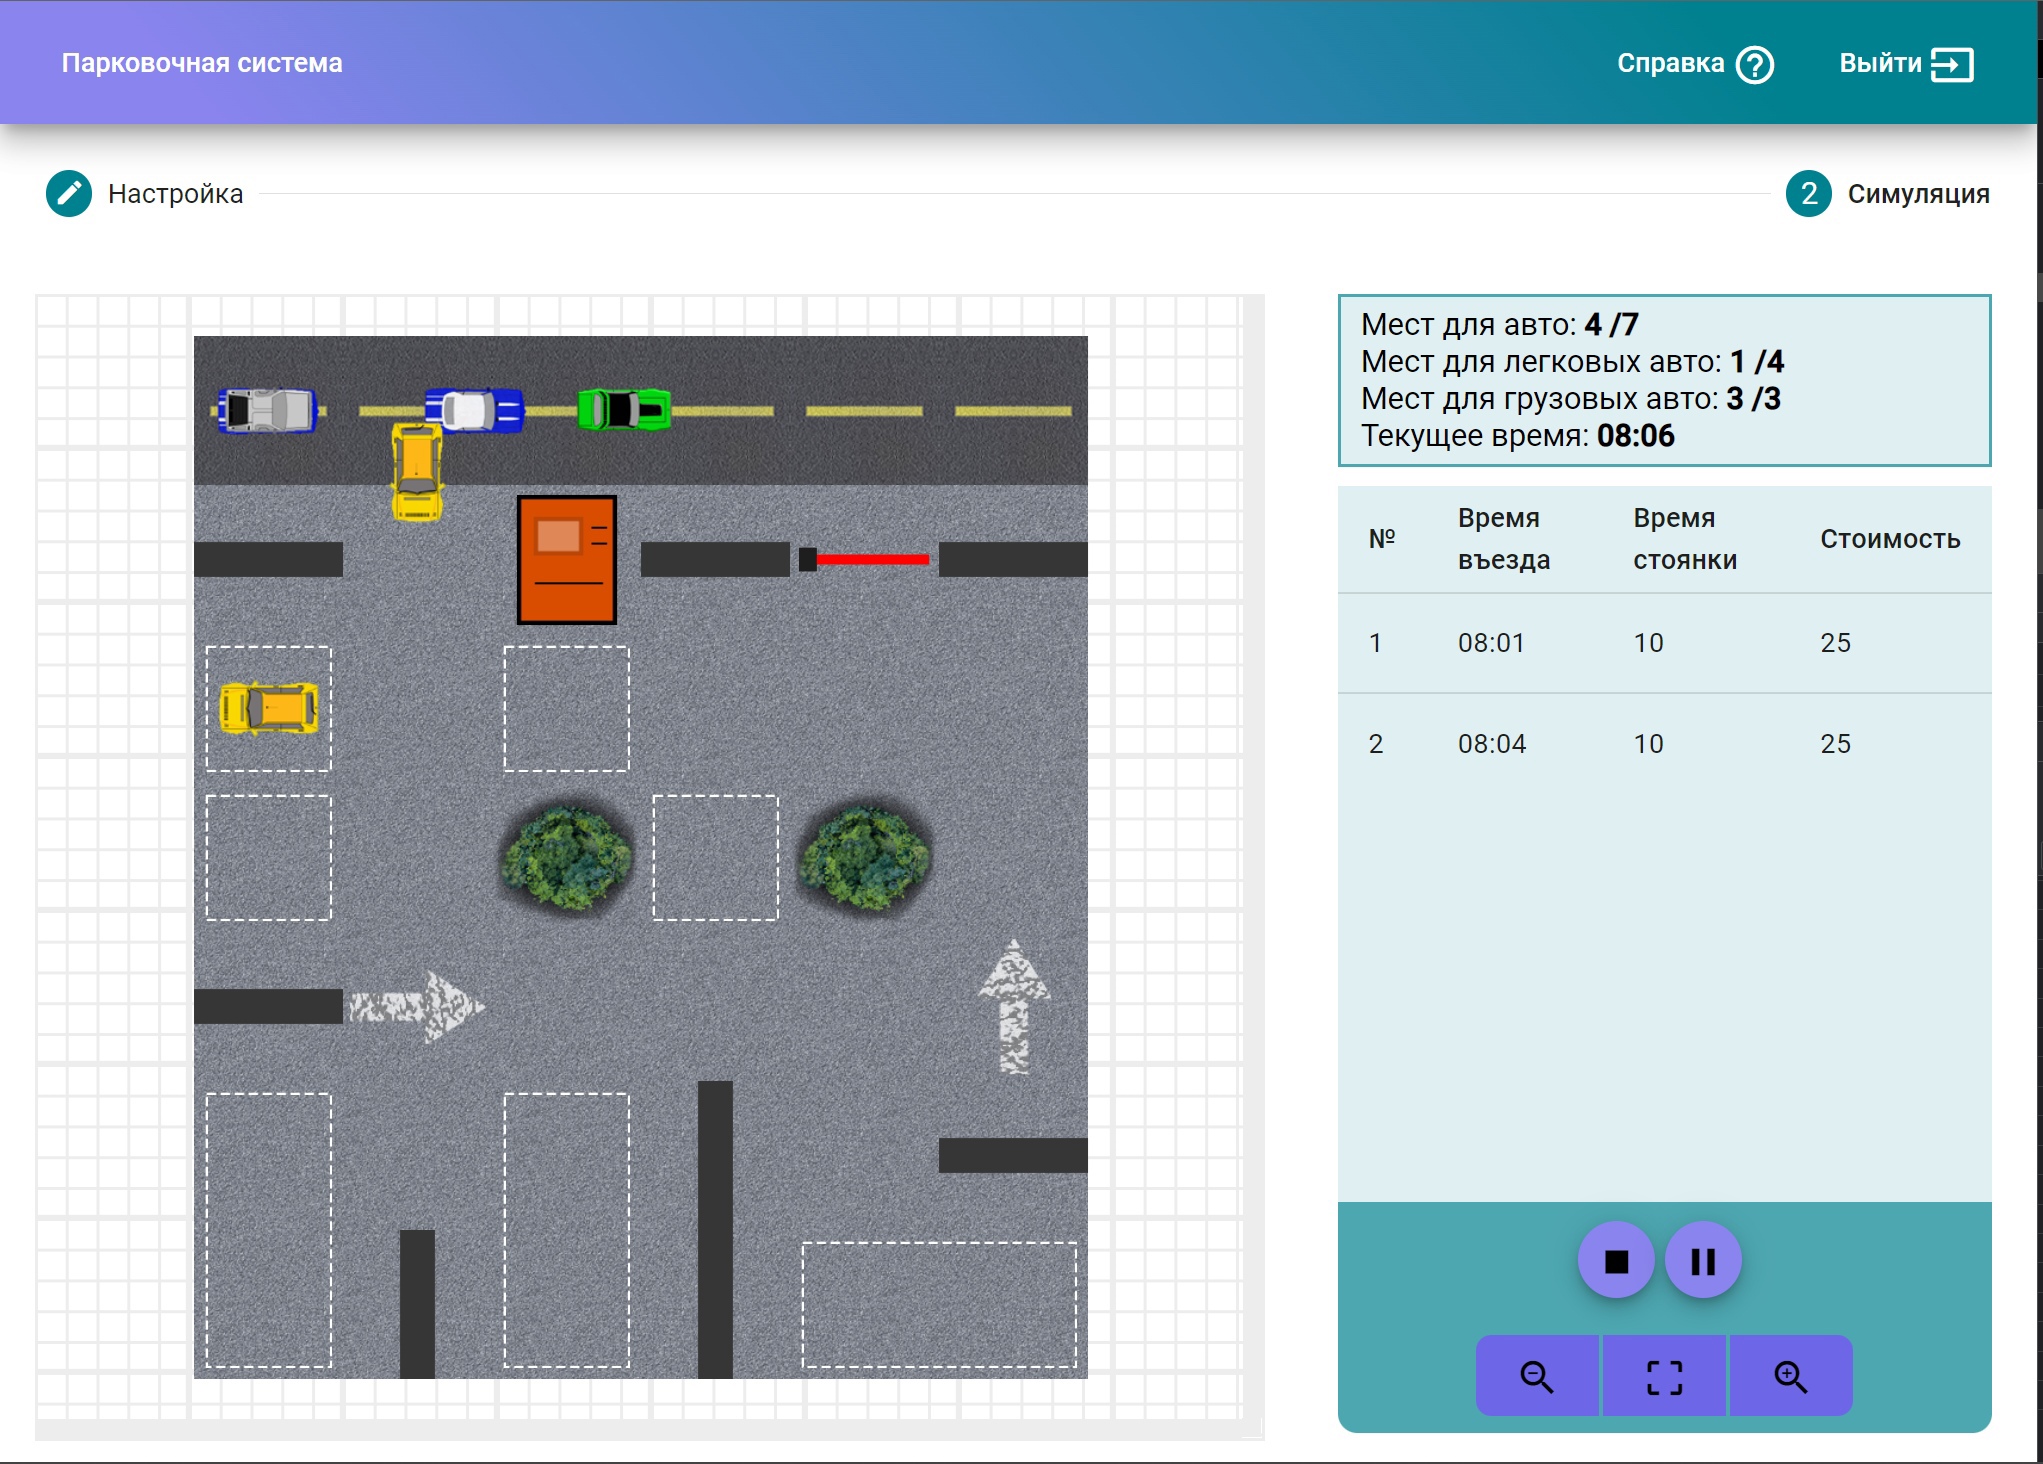 Парковочная система
Справка
Выйти
Настройка
2 Симуляция
Мест для авто: 4 /7
Мест для легковых авто: 1 /4
Мест для грузовых авто: 3 /3
Текущее время: 08:06
№ Время въезда Время стоянки Стоимость
1 08:01 10 25
2 08:04 10 25